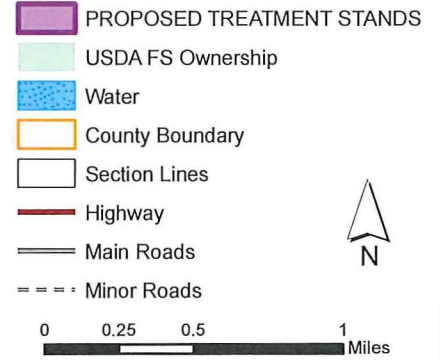 PROPOSED TREATMENT STANDS
USDA FS Ownership
Water
County Boundary
Section Lines
Highway
Main Roads
Minor Roads
N
0 0.25 0.5 1
Miles